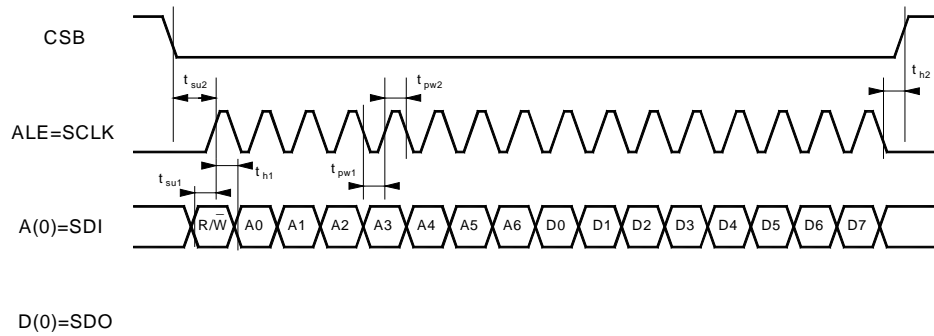 CSB
t su2
t pw2
t h2
ALE=SCLK
t su1
t h1
t pw1
A(0)=SDI
R/W̅ A0 A1 A2 A3 A4 A5 A6 D0 D1 D2 D3 D4 D5 D6 D7
D(0)=SDO